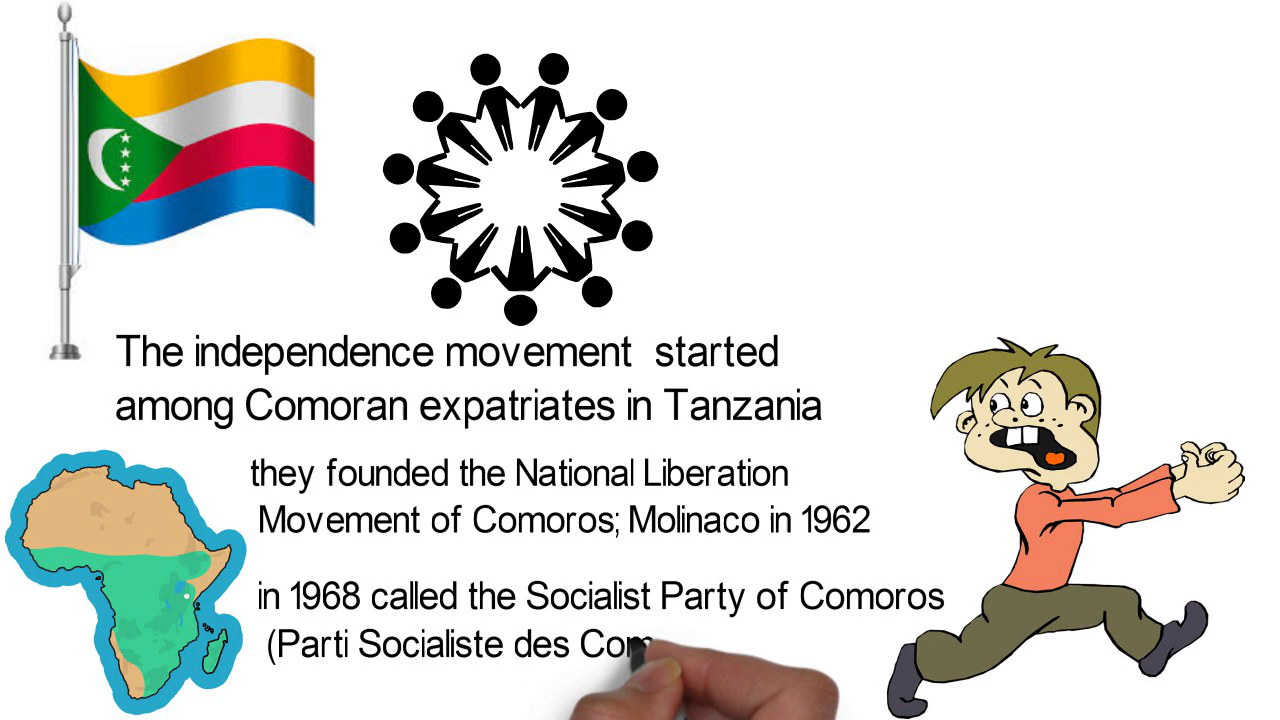 The independence movement started
among Comoran expatriates in Tanzania
they founded the National Liberation
Movement of Comoros; Molinaco in 1962
in 1968 called the Socialist Party of Comoros
(Parti Socialiste des Com